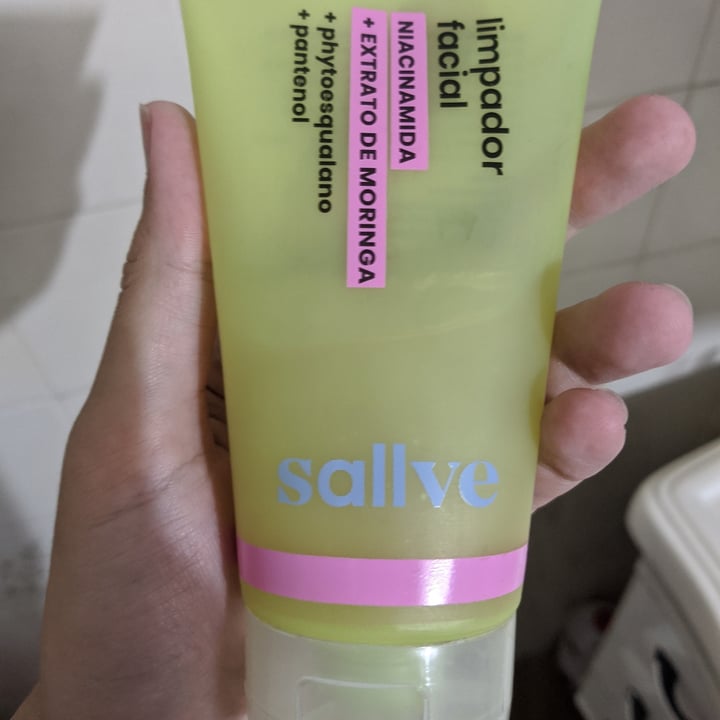 limpador
facial
NIACINAMIDA
+ EXTRATO DE MORINGA
+ phytoesqualano
+ pantenol
sallve